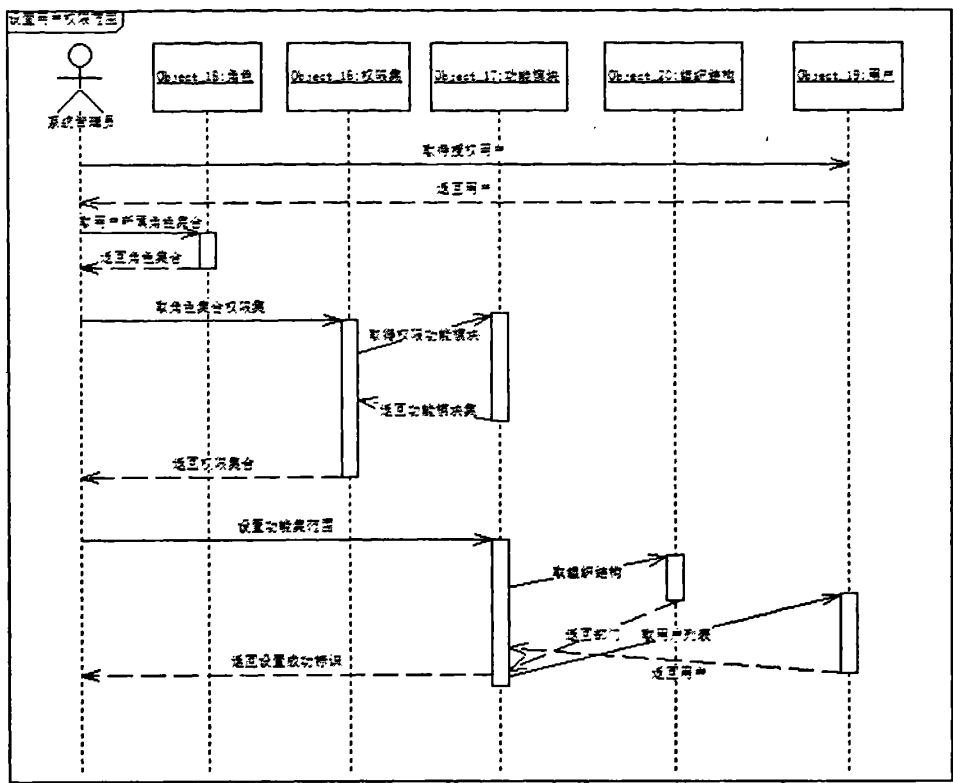 设置用户权限范围
Object_15:角色
Object_16:权限集
Object_17:功能模块
Object_20:组织结构
Object_19:用户
系统管理员
取得授权用户
返回用户
取用户所属角色集合
返回角色集合
取角色集合权限集
取得权限功能模块
返回功能模块集
返回权限集合
设置功能集范围
取组织结构
返回部门
取用户列表
返回设置成功标识
返回用户